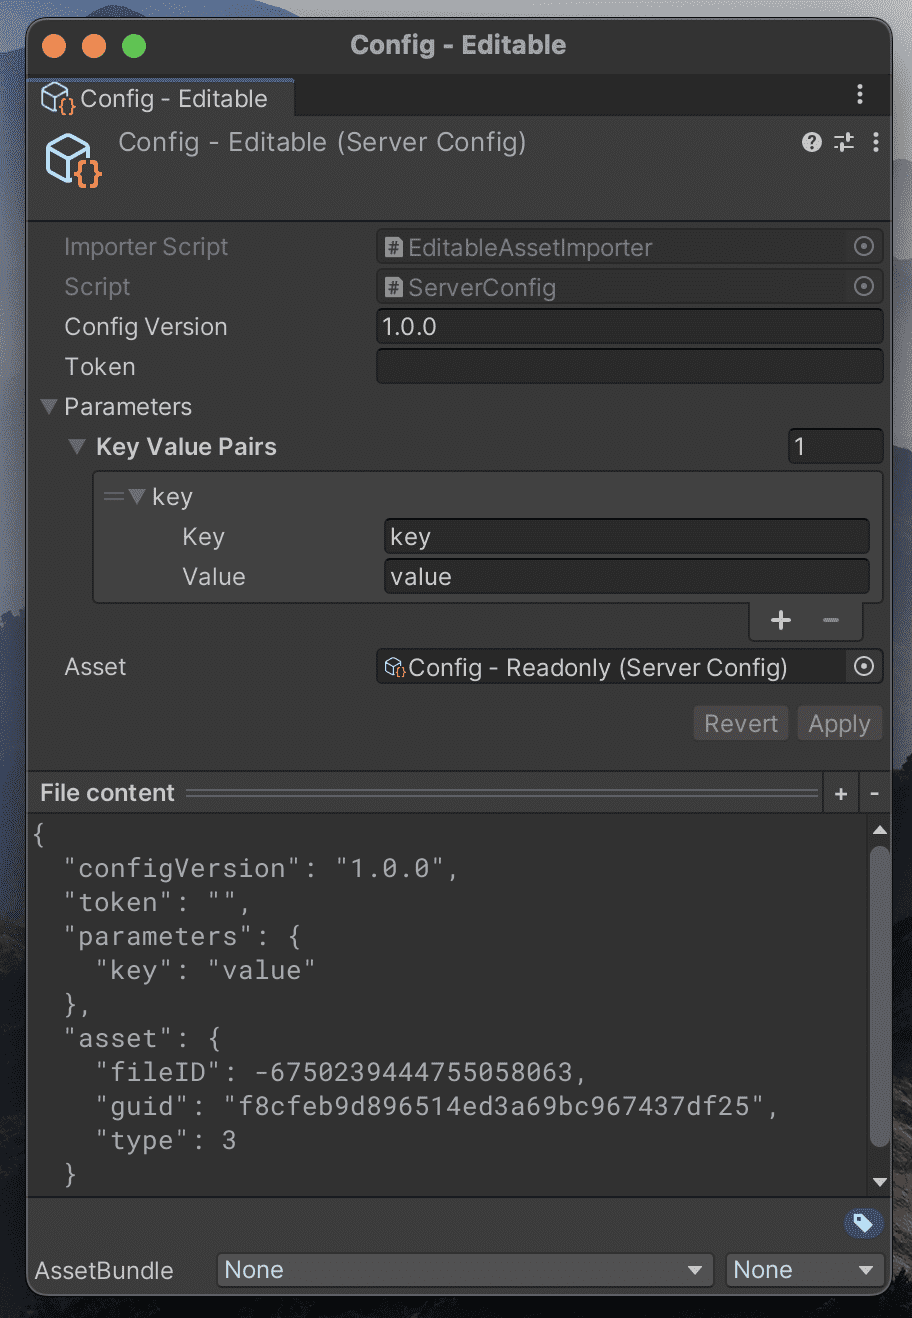 Config - Editable
Config - Editable
Config - Editable (Server Config)
Importer Script # EditableAssetImporter
Script # ServerConfig
Config Version 1.0.0
Token
Parameters
Key Value Pairs 1
key
Key key
Value value
+ -
Asset {} Config - Readonly (Server Config)
Revert Apply
File content + -
{
  "configVersion": "1.0.0",
  "token": "",
  "parameters": {
    "key": "value"
  },
  "asset": {
    "fileID": -6750239444755058063,
    "guid": "f8cfeb9d896514ed3a69bc967437df25",
    "type": 3
  }
AssetBundle None None